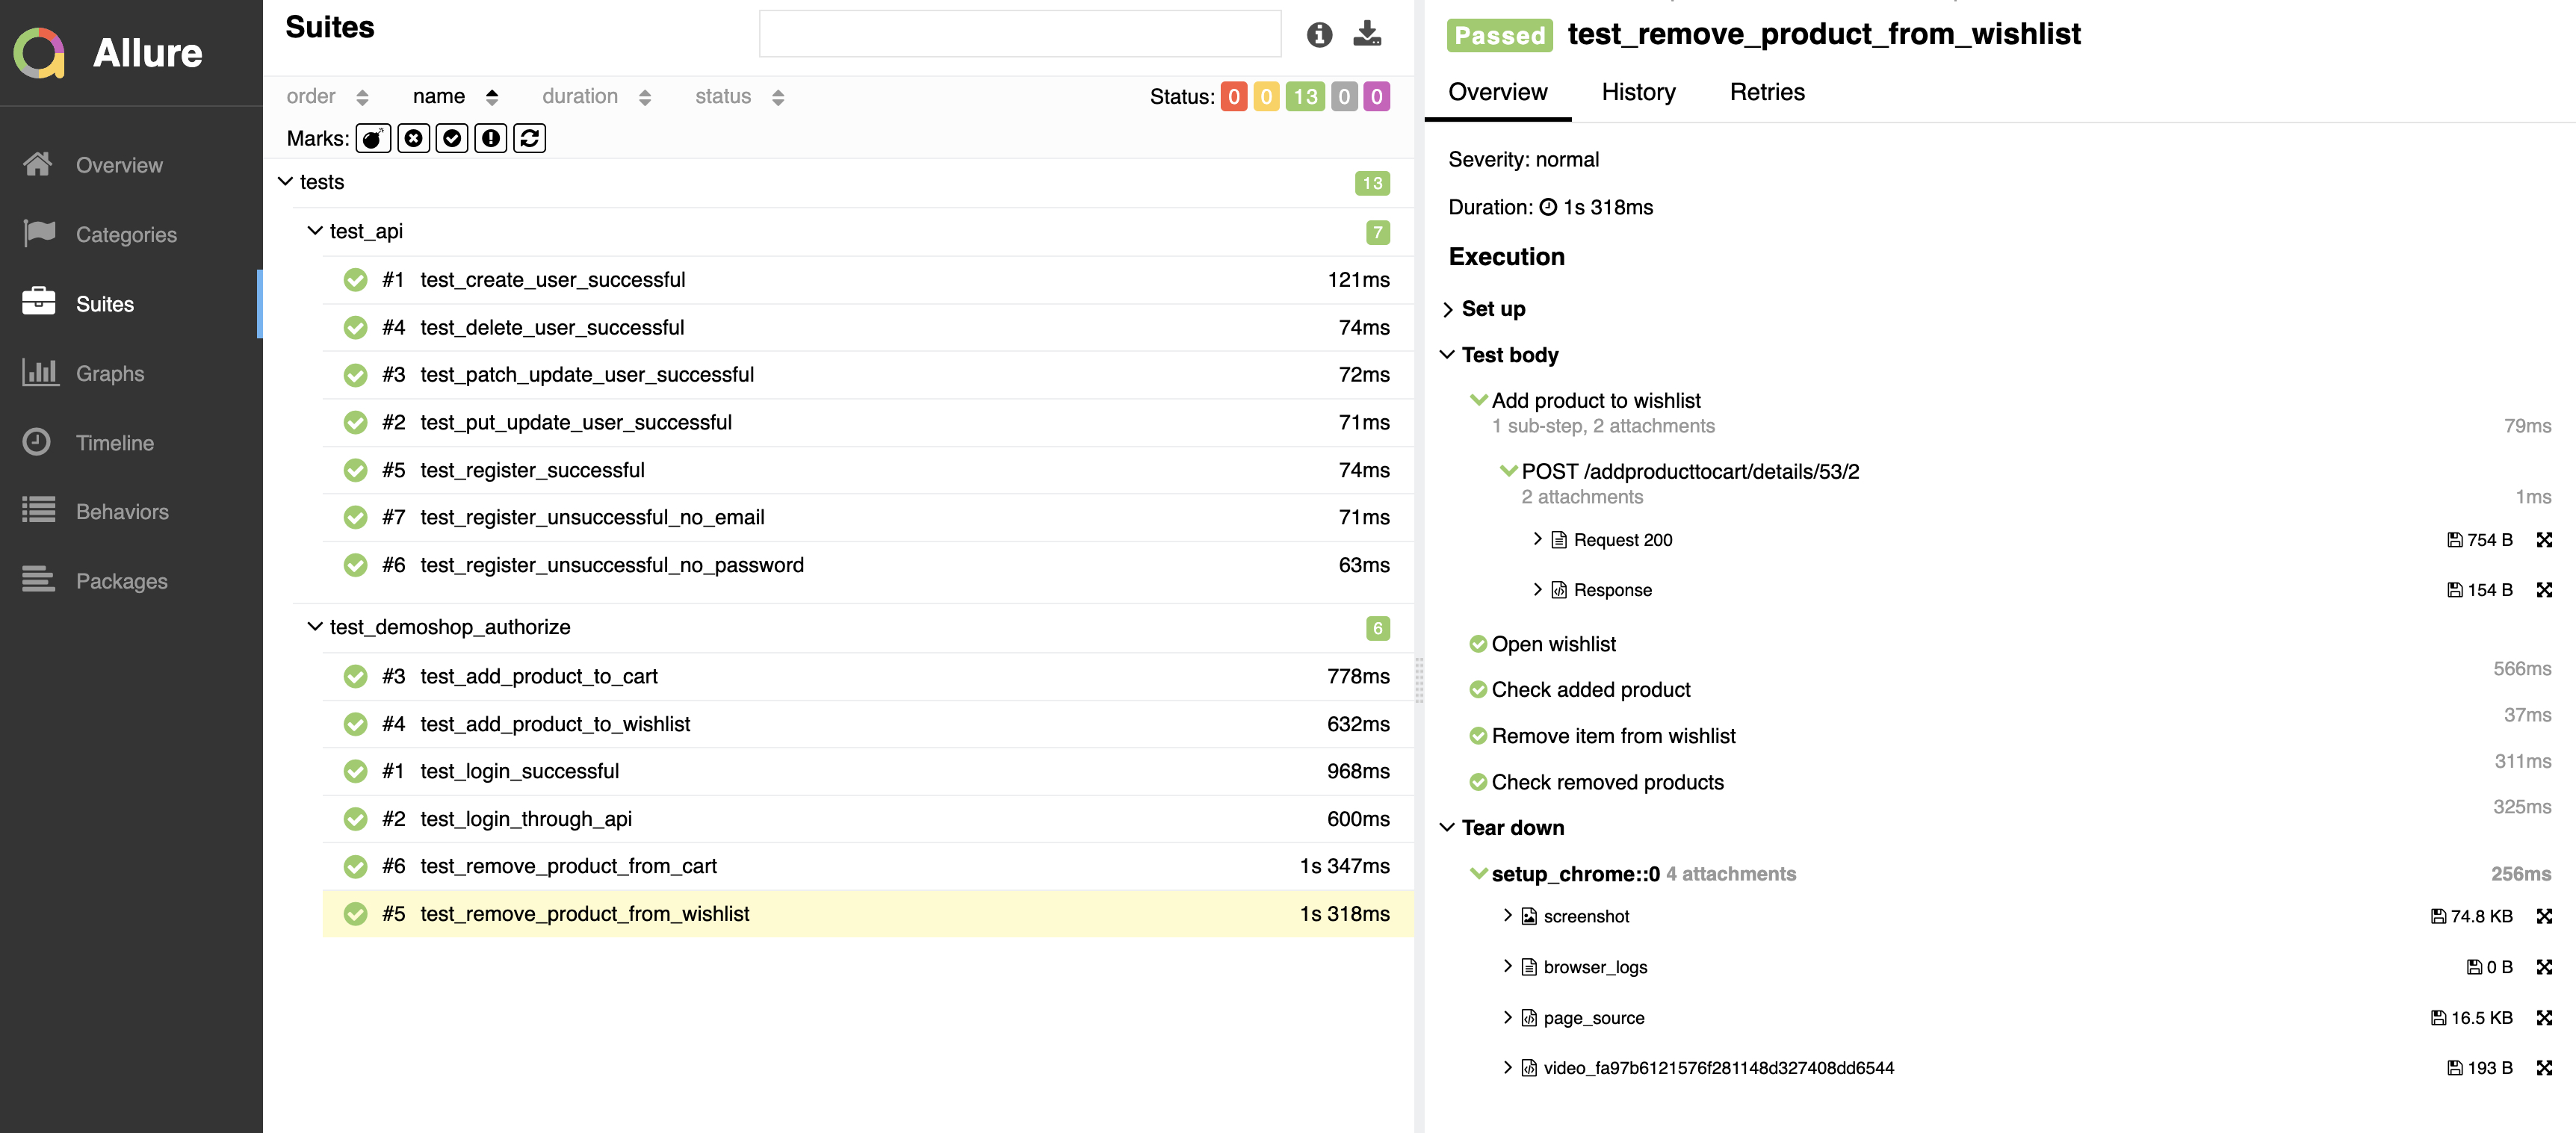 Allure
Overview
Categories
Suites
Graphs
Timeline
Behaviors
Packages
Suites
order name duration status
Status: 0 0 13 0 0
Marks:
tests 13
test_api 7
#1 test_create_user_successful 121ms
#4 test_delete_user_successful 74ms
#3 test_patch_update_user_successful 72ms
#2 test_put_update_user_successful 71ms
#5 test_register_successful 74ms
#7 test_register_unsuccessful_no_email 71ms
#6 test_register_unsuccessful_no_password 63ms
test_demoshop_authorize 6
#3 test_add_product_to_cart 778ms
#4 test_add_product_to_wishlist 632ms
#1 test_login_successful 968ms
#2 test_login_through_api 600ms
#6 test_remove_product_from_cart 1s 347ms
#5 test_remove_product_from_wishlist 1s 318ms
Passed test_remove_product_from_wishlist
Overview History Retries
Severity: normal
Duration: 1s 318ms
Execution
Set up
Test body
Add product to wishlist
1 sub-step, 2 attachments 79ms
POST /addproducttocart/details/53/2
2 attachments 1ms
Request 200 754 B
Response 154 B
Open wishlist
566ms
Check added product
37ms
Remove item from wishlist
311ms
Check removed products
325ms
Tear down
setup_chrome::0 4 attachments 256ms
screenshot 74.8 KB
browser_logs 0 B
page_source 16.5 KB
video_fa97b6121576f281148d327408dd6544 193 B